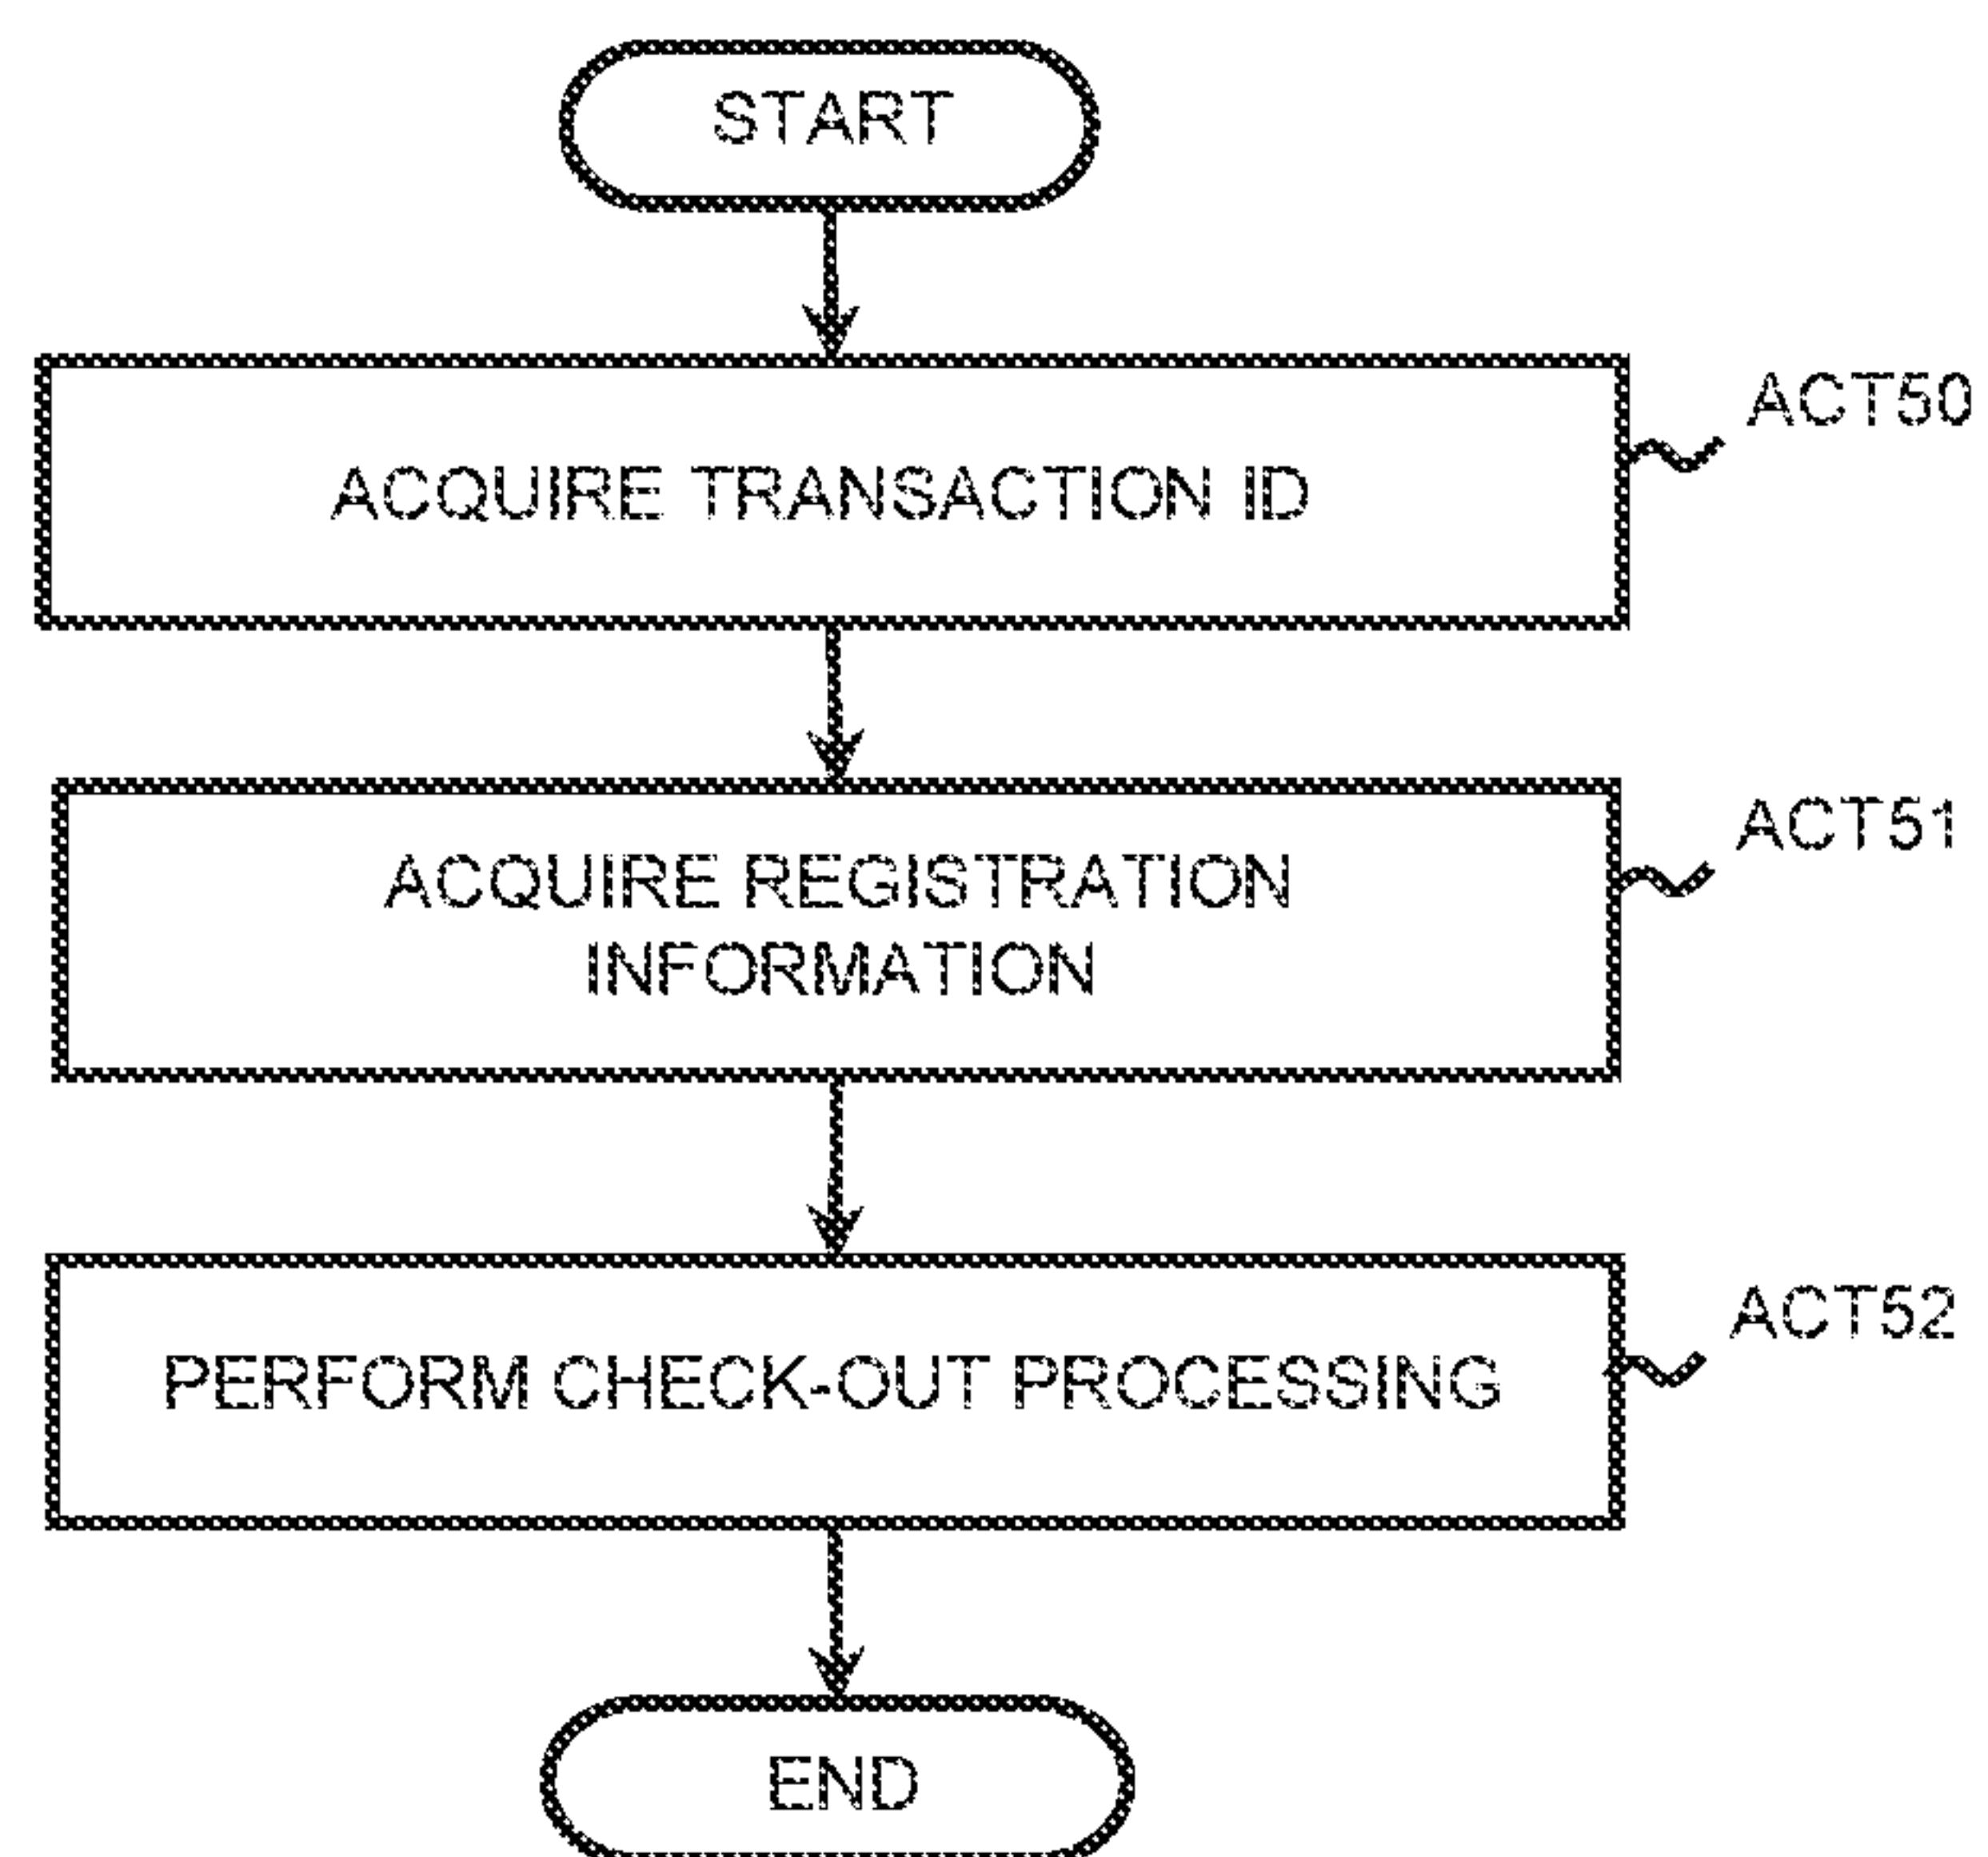 START
ACT50
ACQUIRE TRANSACTION ID
ACT51
ACQUIRE REGISTRATION
INFORMATION
ACT52
PERFORM CHECK-OUT PROCESSING
END